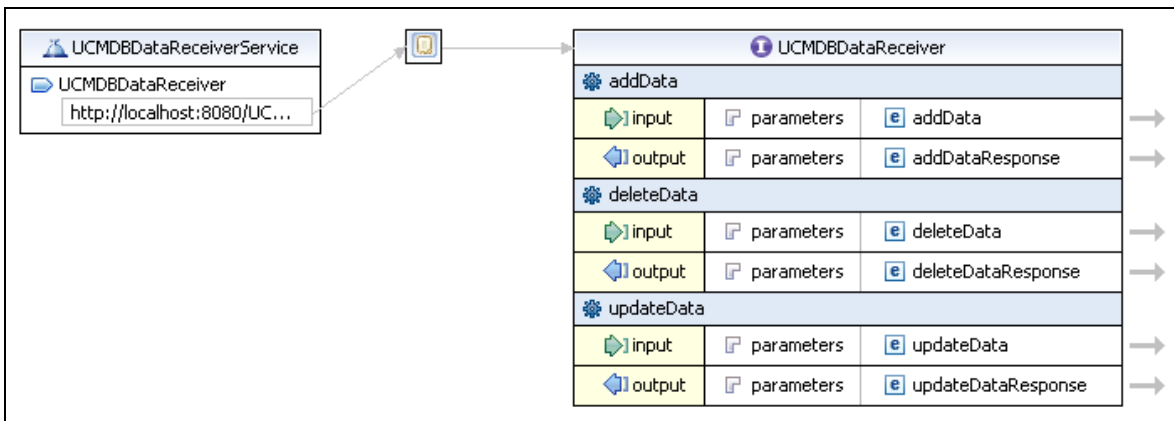 UCMDBDataReceiverService
UCMDBDataReceiver
http://localhost:8080/UC...
UCMDBDataReceiver
addData
input parameters e addData
output parameters e addDataResponse
deleteData
input parameters e deleteData
output parameters e deleteDataResponse
updateData
input parameters e updateData
output parameters e updateDataResponse